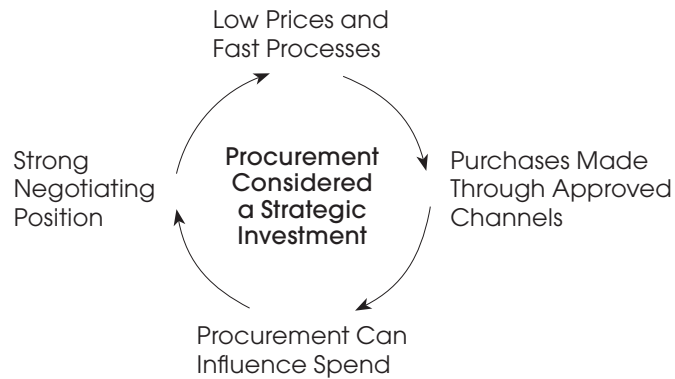 Low Prices and
Fast Processes
Strong
Negotiating
Position
Procurement
Considered
a Strategic
Investment
Purchases Made
Through Approved
Channels
Procurement Can
Influence Spend